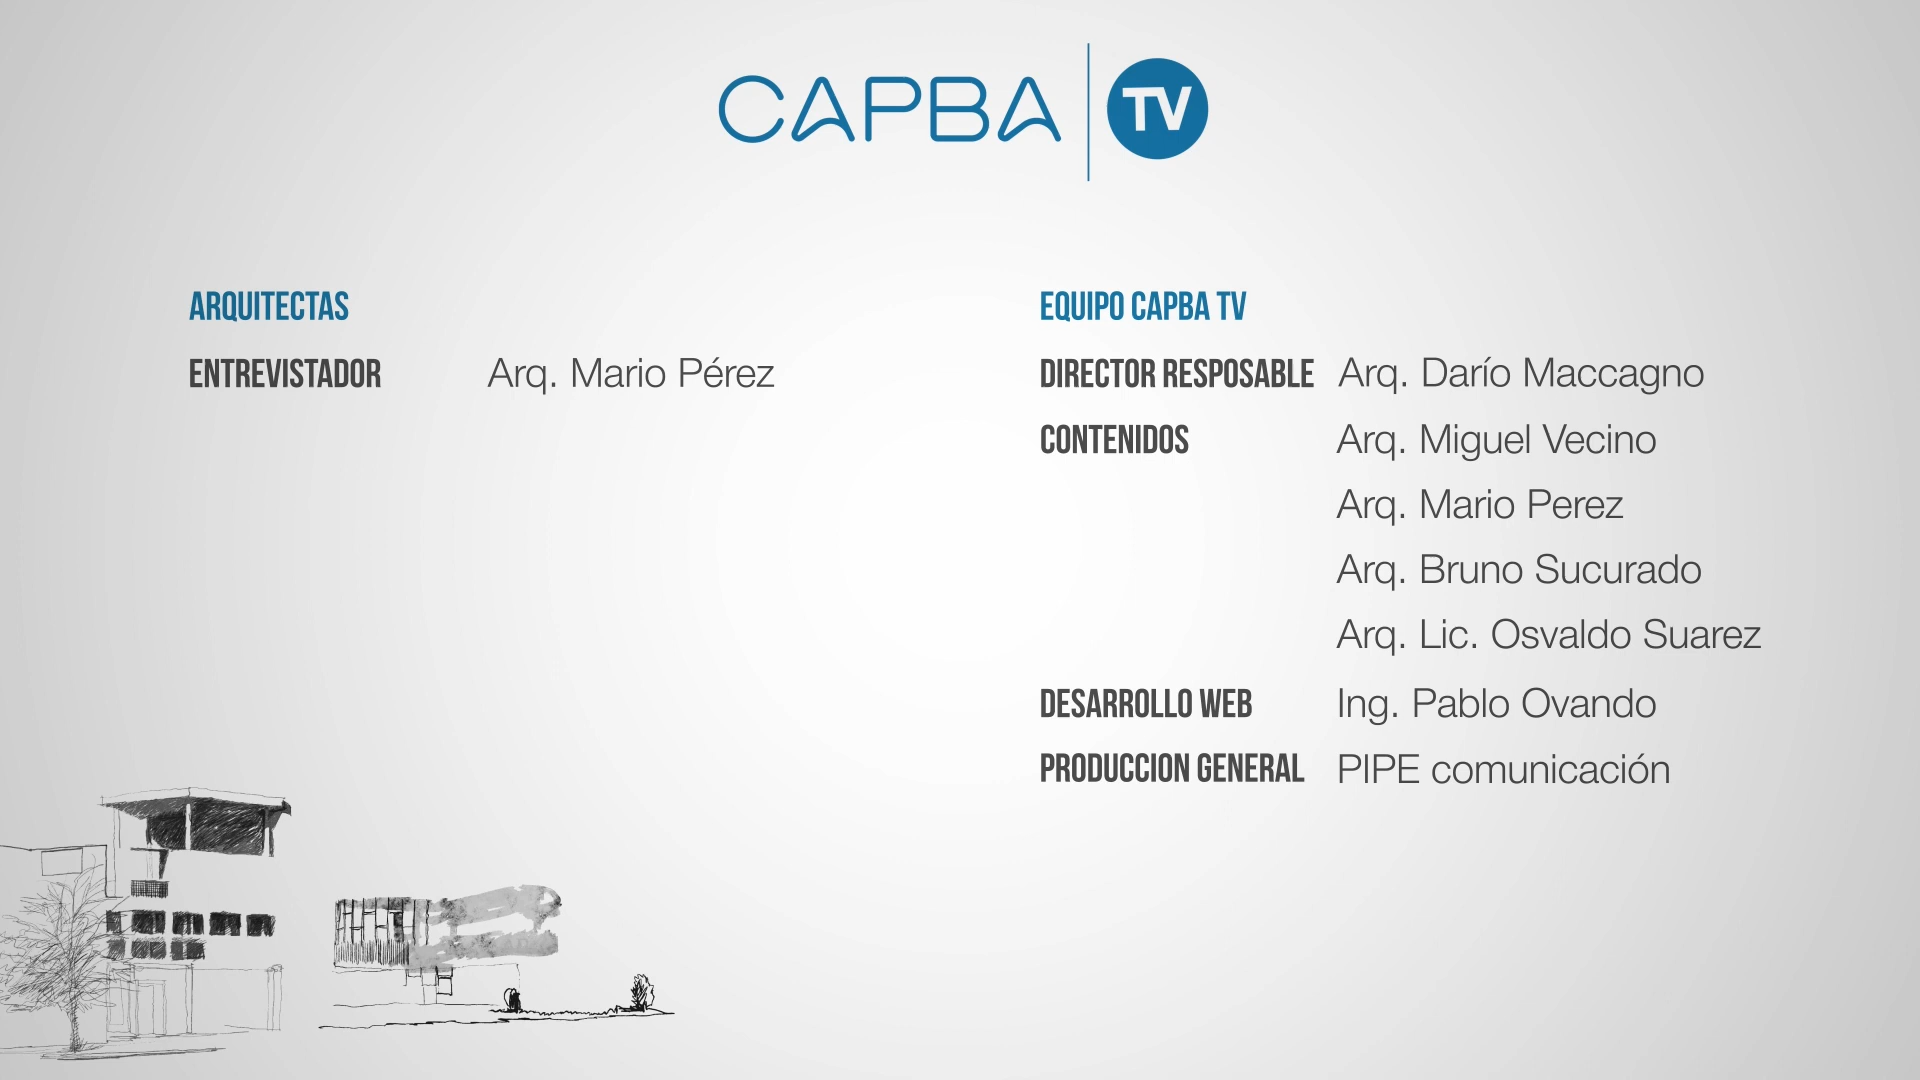 CAPBA TV
ARQUITECTAS
ENTREVISTADOR Arq. Mario Pérez
EQUIPO CAPBA TV
DIRECTOR RESPOSABLE Arq. Darío Maccagno
CONTENIDOS Arq. Miguel Vecino
Arq. Mario Perez
Arq. Bruno Sucurado
Arq. Lic. Osvaldo Suarez
DESARROLLO WEB Ing. Pablo Ovando
PRODUCCION GENERAL PIPE comunicación